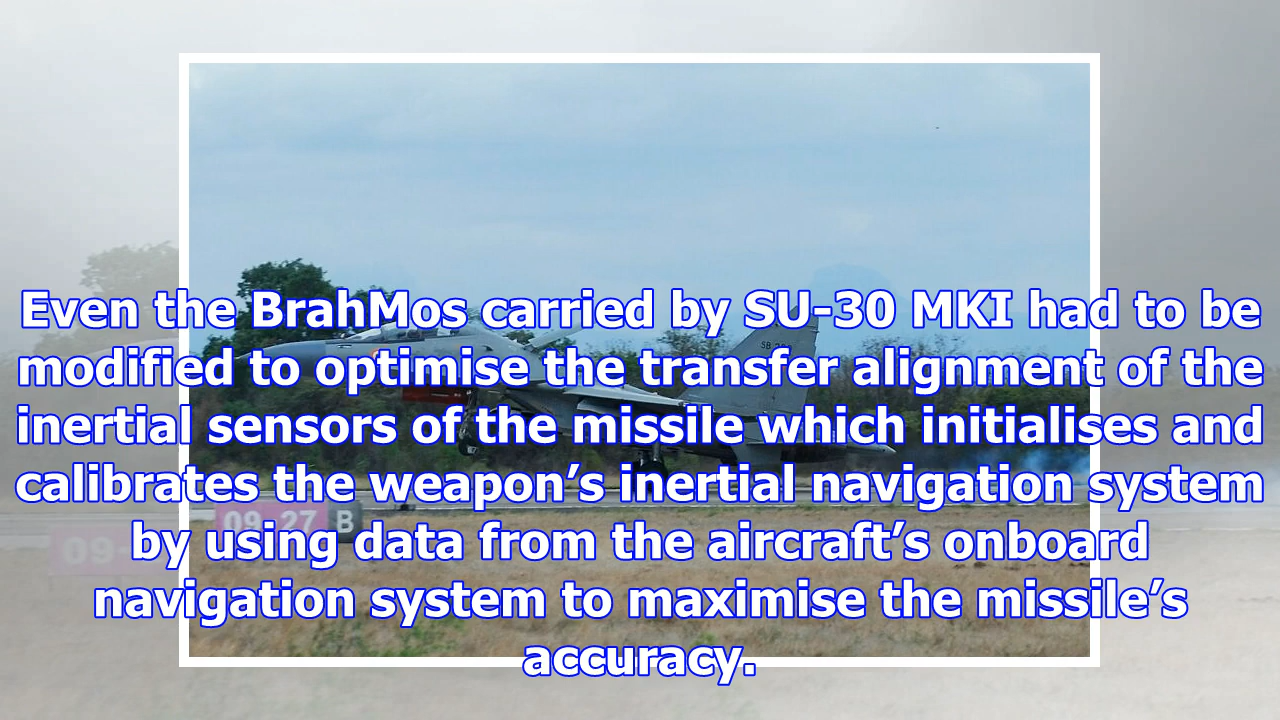 Even the BrahMos carried by SU-30 MKI had to be
modified to optimise the transfer alignment of the
inertial sensors of the missile which initialises and
calibrates the weapon’s inertial navigation system
by using data from the aircraft’s onboard
navigation system to maximise the missile’s
accuracy.
SB
09-27 B
09-